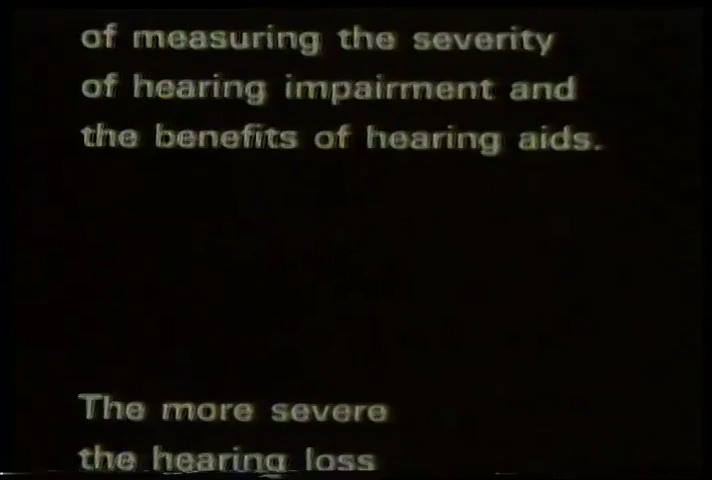 of measuring the severity
of hearing impairment and
the benefits of hearing aids.
The more severe
the hearing loss